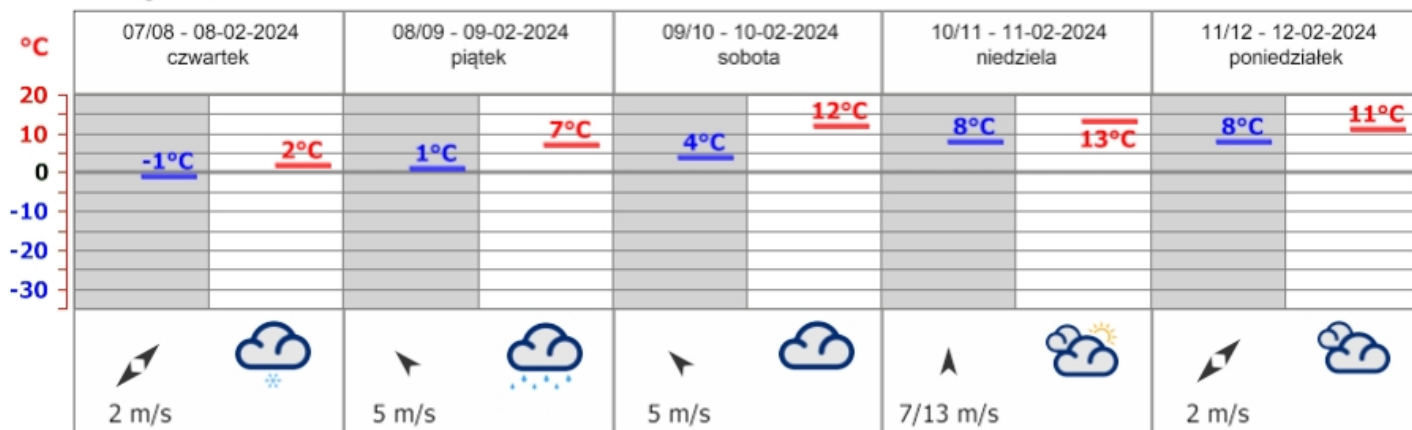 °C
07/08 - 08-02-2024
czwartek
08/09 - 09-02-2024
piątek
09/10 - 10-02-2024
sobota
10/11 - 11-02-2024
niedziela
11/12 - 12-02-2024
poniedziałek
20
10
0
-10
-20
-30
-1°C
2°C
1°C
7°C
4°C
12°C
8°C
13°C
8°C
11°C
2 m/s
5 m/s
5 m/s
7/13 m/s
2 m/s